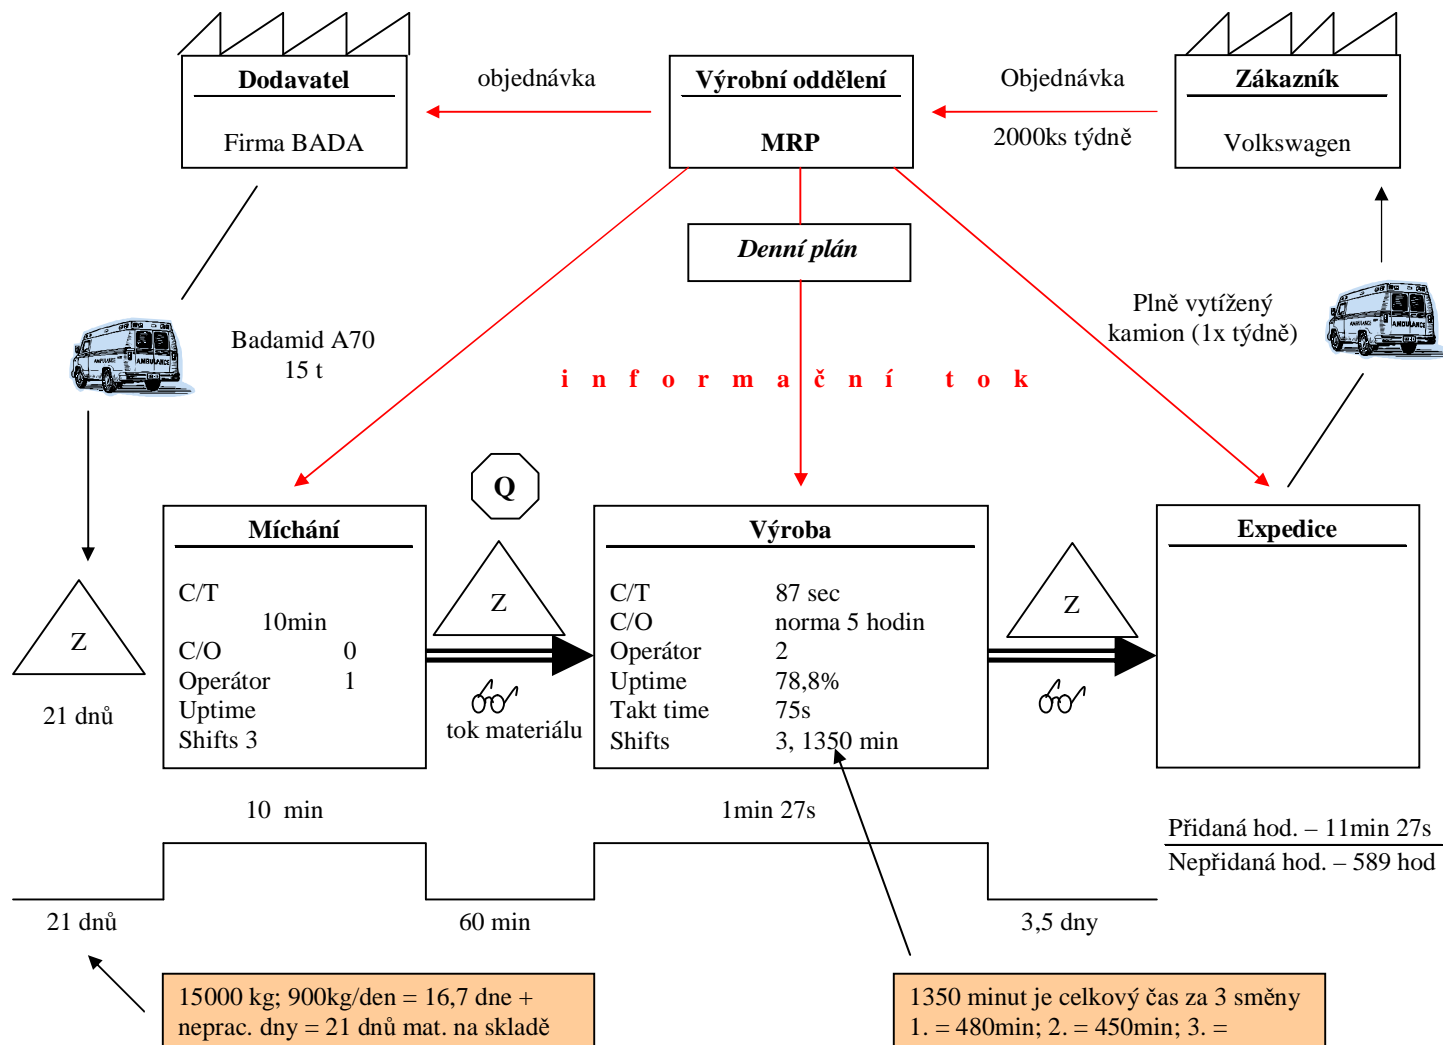 Dodavatel
Firma BADA
objednávka
Výrobní oddělení
MRP
Objednávka
2000ks týdně
Zákazník
Volkswagen
Denní plán
Badamid A70
15 t
Plně vytížený
kamion (1x týdně)
AMBULANCE
AMBULANCE
informační tok
Q
Z
21 dnů
Míchání
C/T
10min
C/O 0
Operátor 1
Uptime
Shifts 3
Z
tok materiálu
Výroba
C/T 87 sec
C/O norma 5 hodin
Operátor 2
Uptime 78,8%
Takt time 75s
Shifts 3, 1350 min
Z
Expedice
10 min
1min 27s
Přidaná hod. – 11min 27s
Nepřidaná hod. – 589 hod
21 dnů
60 min
3,5 dny
15000 kg; 900kg/den = 16,7 dne +
neprac. dny = 21 dnů mat. na skladě
1350 minut je celkový čas za 3 směny
1. = 480min; 2. = 450min; 3. =